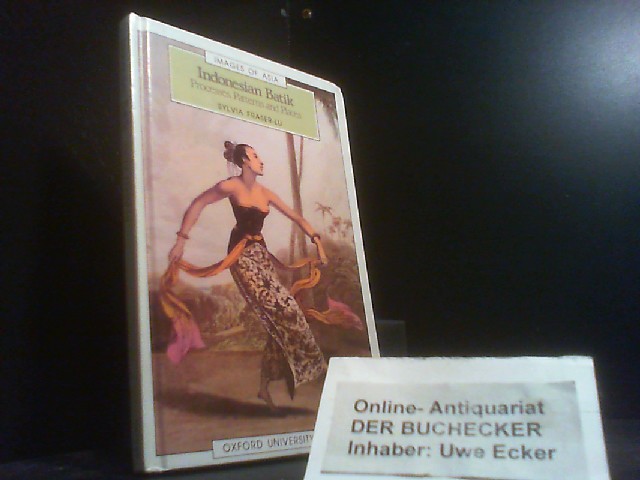 IMAGES OF ASIA
Indonesian Batik
Processes, Patterns and Places
SYLVIA FRASER-LU
OXFORD UNIVERSITY
Online- Antiquariat
DER BUCHECKER
Inhaber: Uwe Ecker